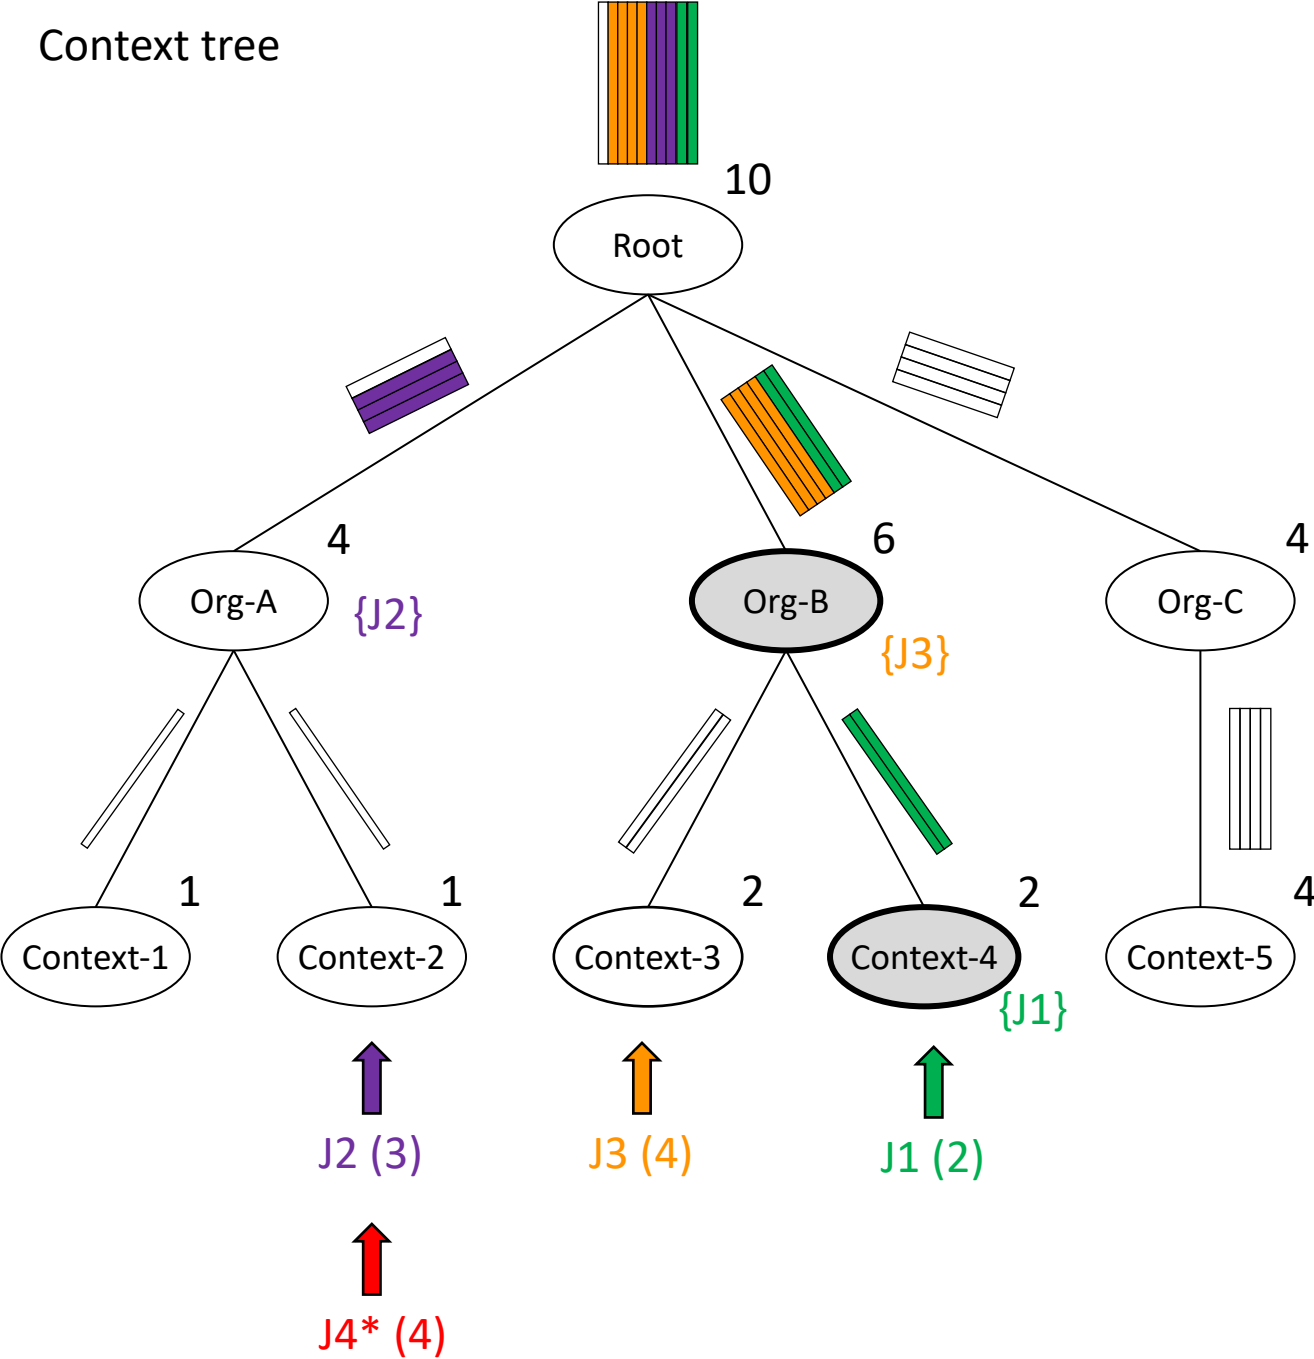 Context tree
10
Root
4
6
4
Org-A
Org-B
Org-C
{J2}
{J3}
1
1
2
2
4
Context-1
Context-2
Context-3
Context-4
Context-5
{J1}
J2 (3)
J3 (4)
J1 (2)
J4* (4)